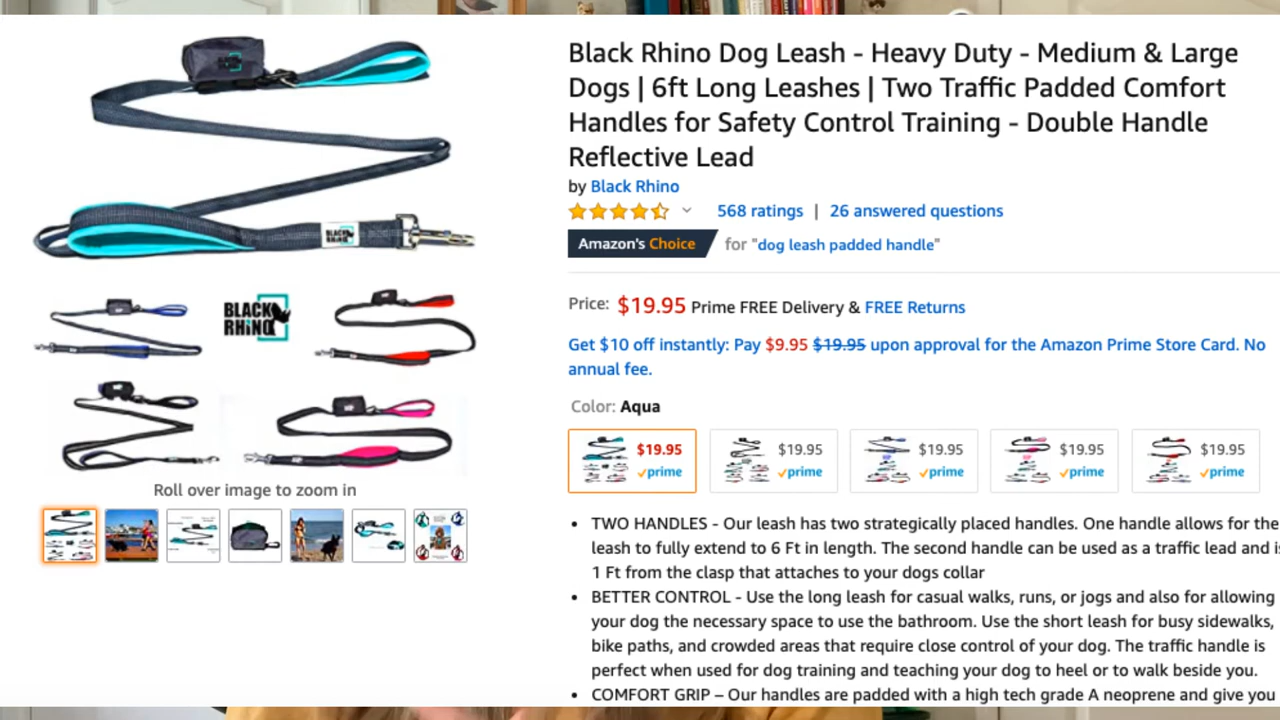 Black Rhino Dog Leash - Heavy Duty - Medium & Large
Dogs | 6ft Long Leashes | Two Traffic Padded Comfort
Handles for Safety Control Training - Double Handle
Reflective Lead
by Black Rhino
568 ratings | 26 answered questions
Amazon's Choice for "dog leash padded handle"
Price: $19.95 Prime FREE Delivery & FREE Returns
Get $10 off instantly: Pay $9.95 $19.95 upon approval for the Amazon Prime Store Card. No
annual fee.
Color: Aqua
$19.95 $19.95 $19.95 $19.95 $19.95
prime prime prime prime prime
• TWO HANDLES - Our leash has two strategically placed handles. One handle allows for the
leash to fully extend to 6 Ft in length. The second handle can be used as a traffic lead and is
1 Ft from the clasp that attaches to your dogs collar
• BETTER CONTROL - Use the long leash for casual walks, runs, or jogs and also for allowing
your dog the necessary space to use the bathroom. Use the short leash for busy sidewalks,
bike paths, and crowded areas that require close control of your dog. The traffic handle is
perfect when used for dog training and teaching your dog to heel or to walk beside you.
• COMFORT GRIP – Our handles are padded with a high tech grade A neoprene and give you
BLACK
RHINO
BLACK
RHINO
Roll over image to zoom in